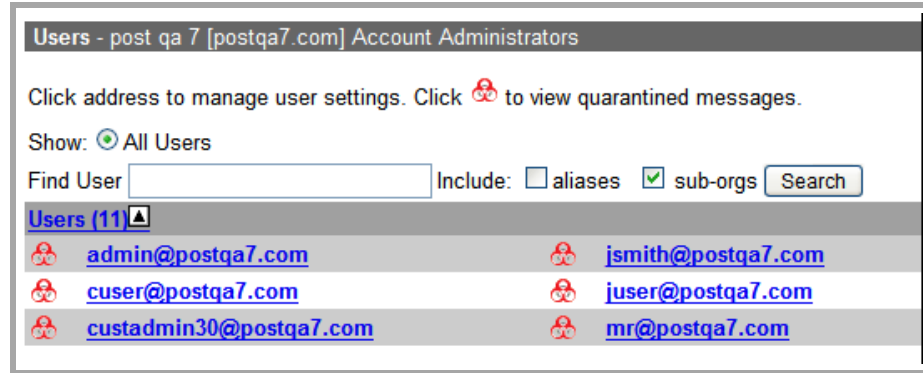 Users - post qa 7 [postqa7.com] Account Administrators
Click address to manage user settings. Click to view quarantined messages.
Show: All Users
Find User Include: aliases sub-orgs Search
Users (11)
admin@postqa7.com jsmith@postqa7.com
cuser@postqa7.com juser@postqa7.com
custadmin30@postqa7.com mr@postqa7.com